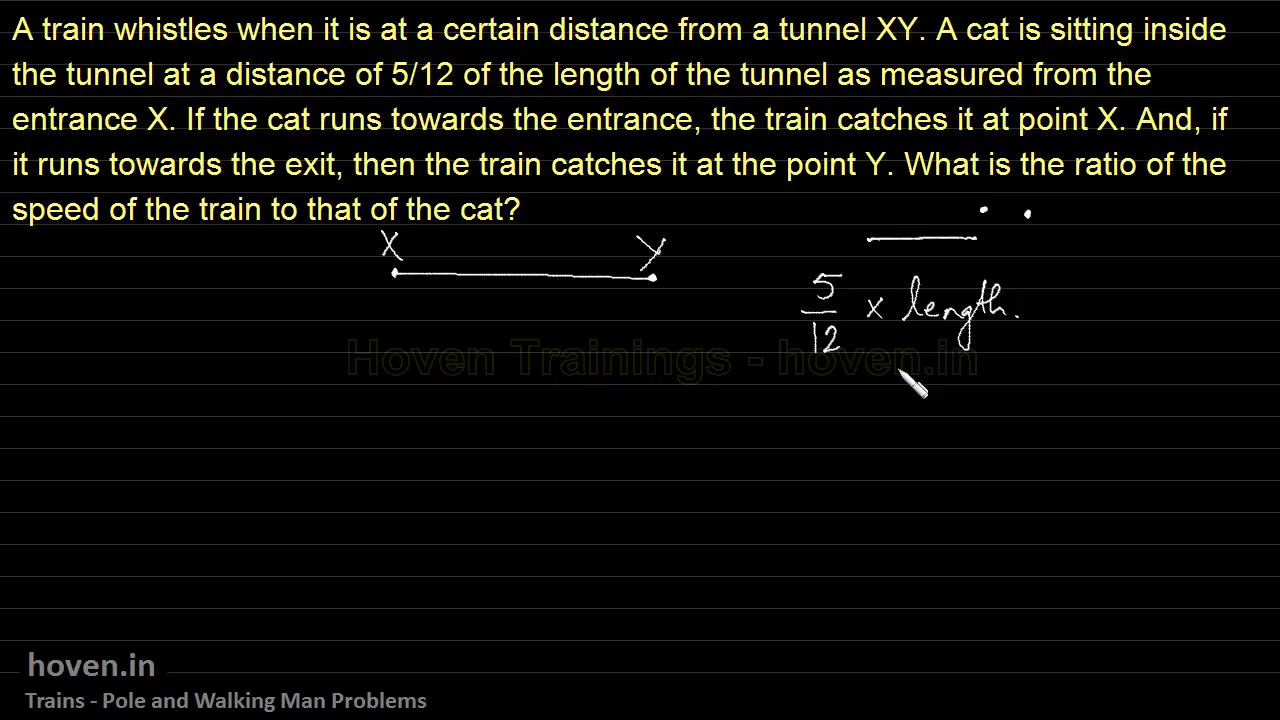 A train whistles when it is at a certain distance from a tunnel XY. A cat is sitting inside
the tunnel at a distance of 5/12 of the length of the tunnel as measured from the
entrance X. If the cat runs towards the entrance, the train catches it at point X. And, if
it runs towards the exit, then the train catches it at the point Y. What is the ratio of the
speed of the train to that of the cat?
X Y
5/12 x length.
Hoven Trainings - hoven.in
hoven.in
Trains - Pole and Walking Man Problems